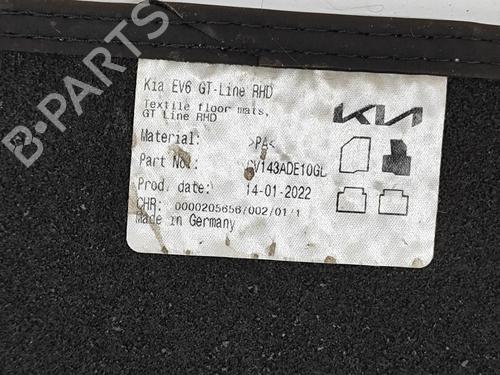 B-PARTS
Kia EV6 GT-Line RHD
KIA
Textile floor mats,
GT Line RHD
Material: >PA<
Part No.: CV143ADE10GL
Prod. date: 14-01-2022
CHR: 0000205656/002/01/1
Made in Germany